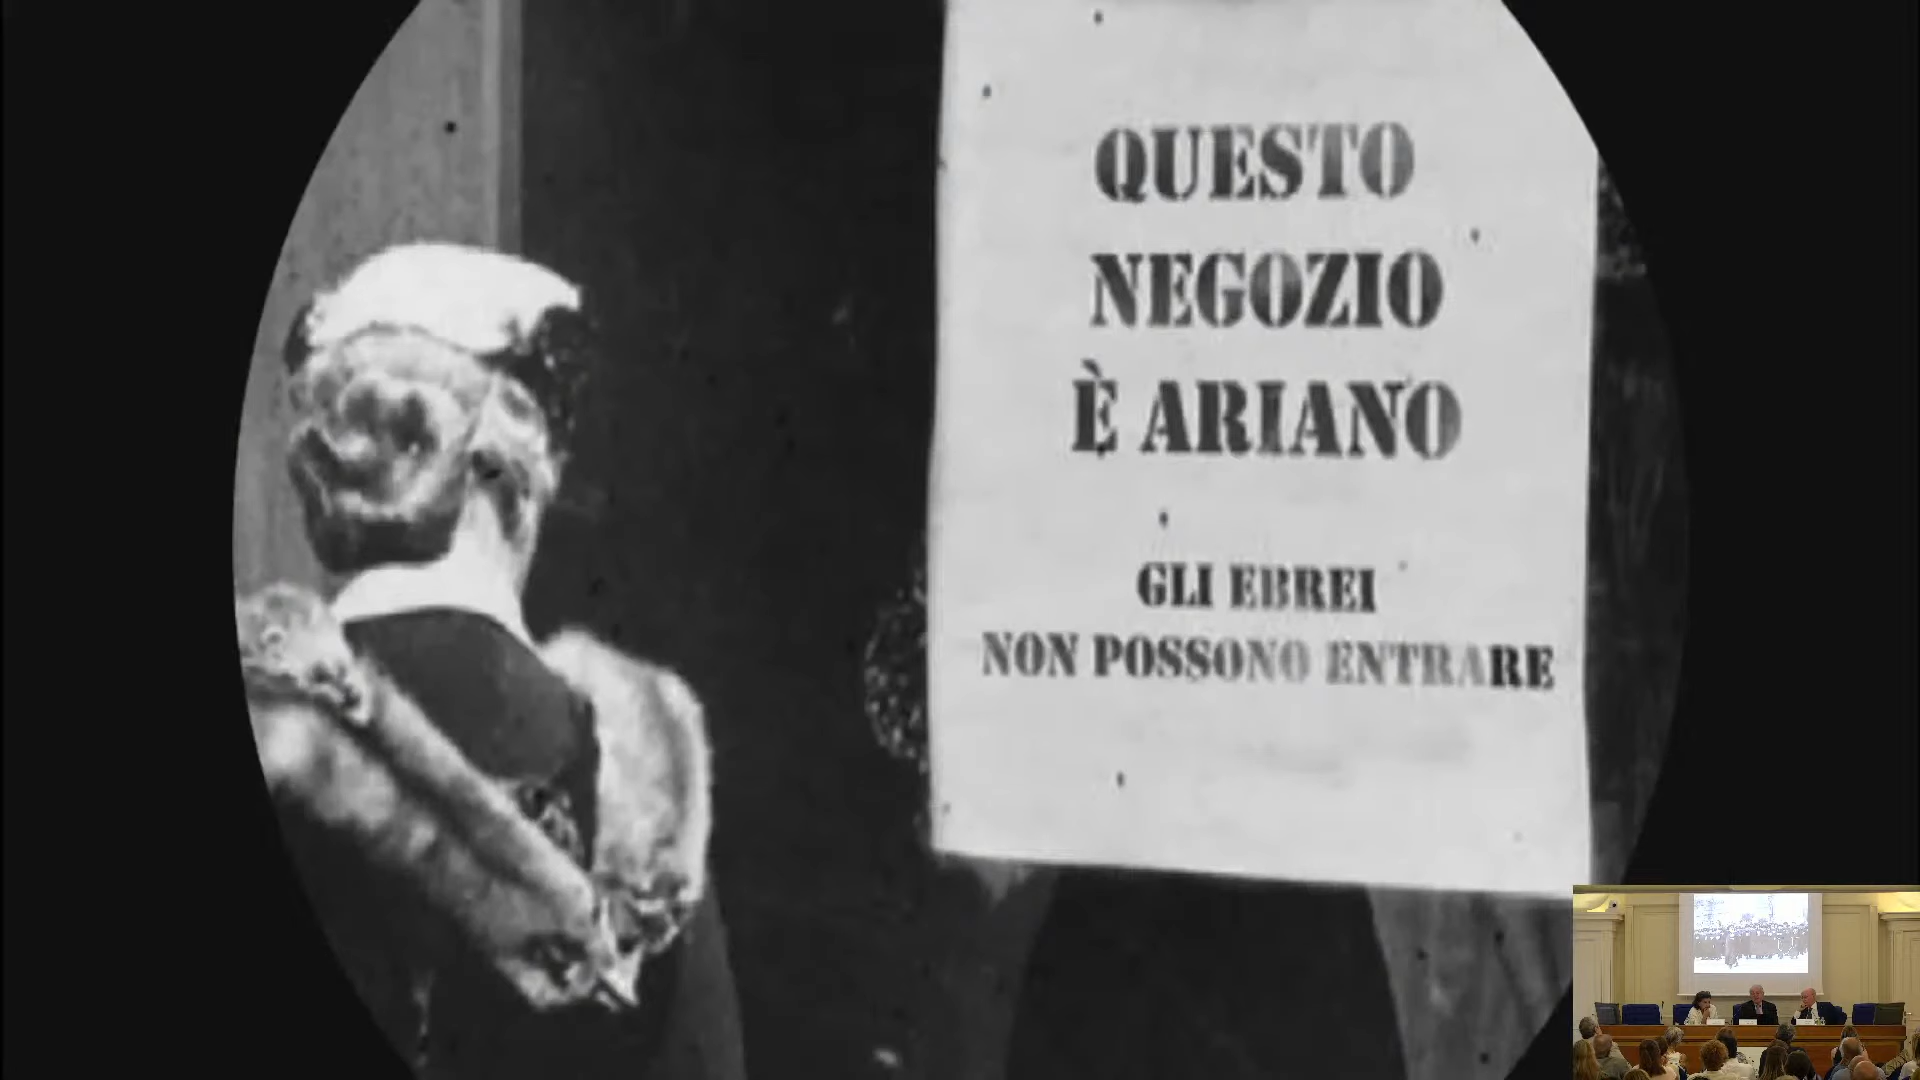 QUESTO
NEGOZIO
È ARIANO
GLI EBREI
NON POSSONO ENTRARE